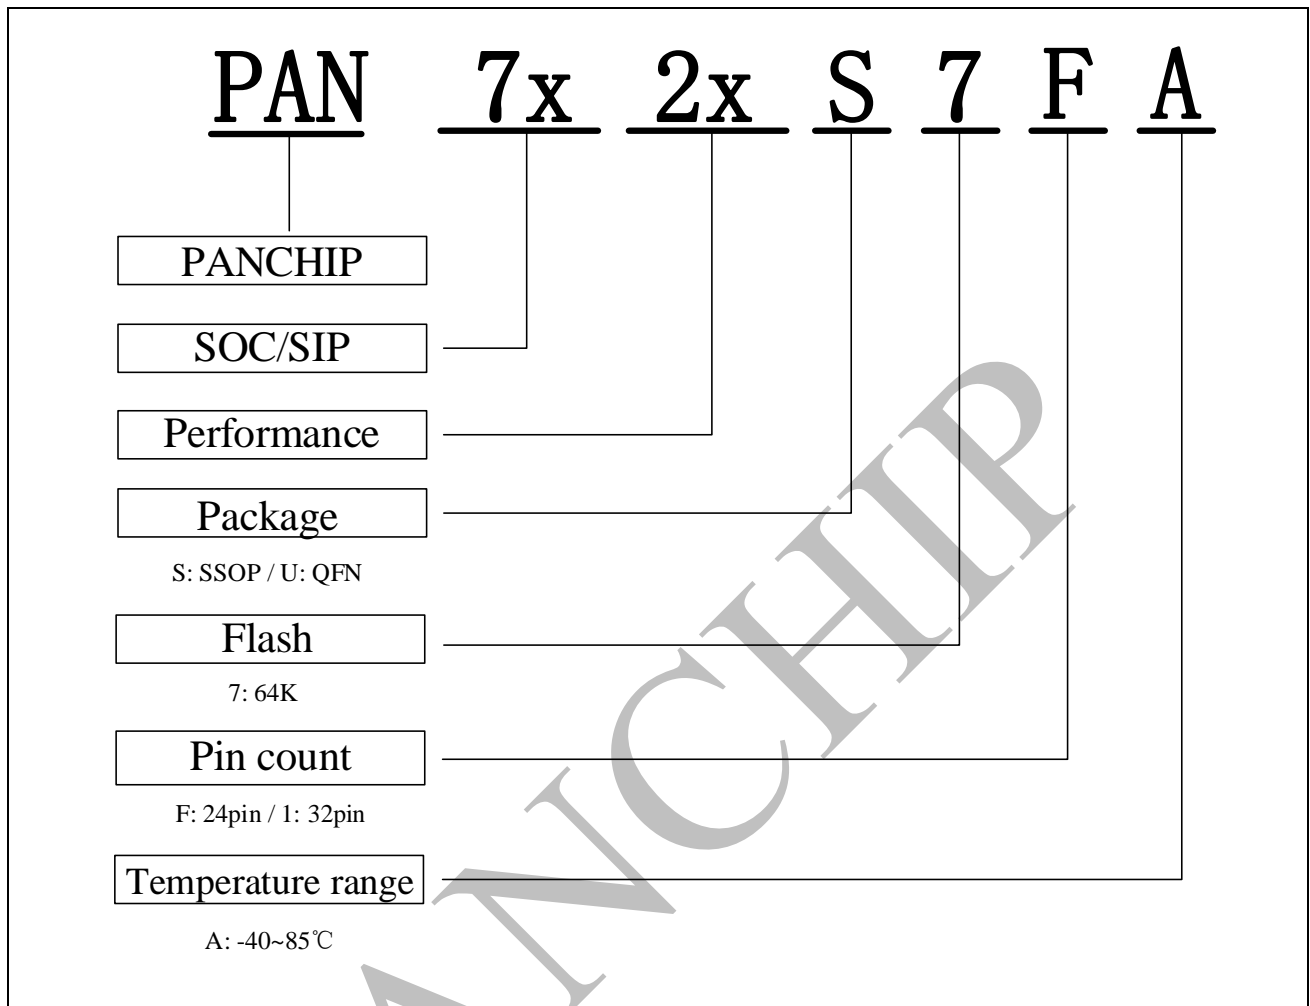 PAN 7x 2x S 7 F A
PANCHIP
SOC/SIP
Performance
Package
S: SSOP / U: QFN
Flash
7: 64K
Pin count
F: 24pin / 1: 32pin
Temperature range
A: -40~85℃
PANCHIP